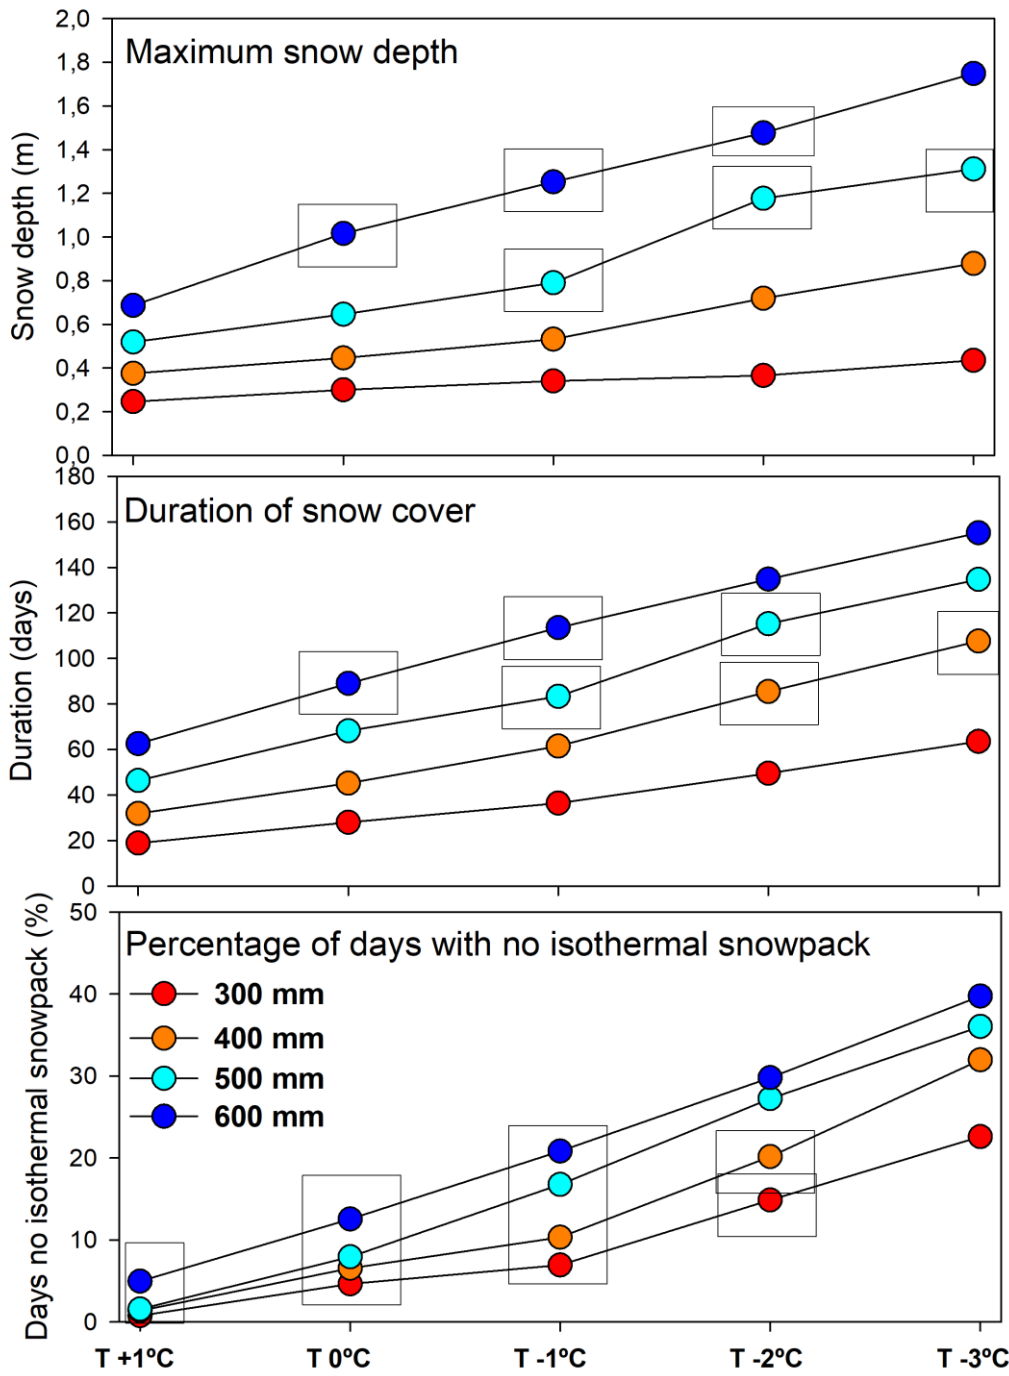 Maximum snow depth
Snow depth (m)
2,0
1,8
1,6
1,4
1,2
1,0
0,8
0,6
0,4
0,2
0,0
Duration of snow cover
Duration (days)
180
160
140
120
100
80
60
40
20
0
Percentage of days with no isothermal snowpack
Days no isothermal snowpack (%)
50
40
30
20
10
0
300 mm
400 mm
500 mm
600 mm
T +1ºC T 0ºC T -1ºC T -2ºC T -3ºC